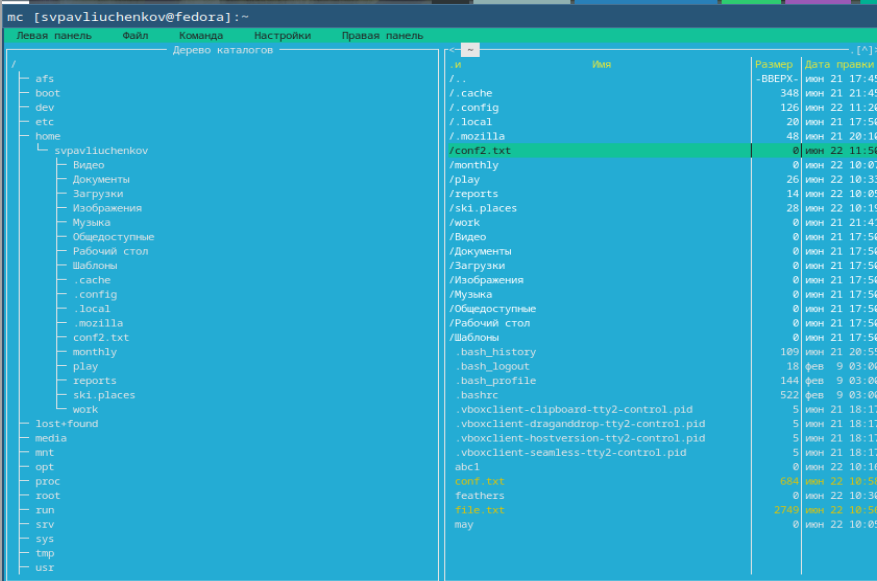 mc [svpavliuchenkov@fedora]:~
Левая панель Файл Команда Настройки Правая панель
Дерево каталогов
/
afs
boot
dev
etc
home
svpavliuchenkov
Видео
Документы
Загрузки
Изображения
Музыка
Общедоступные
Рабочий стол
Шаблоны
.cache
.config
.local
.mozilla
conf2.txt
monthly
play
reports
ski.places
work
lost+found
media
mnt
opt
proc
root
run
srv
sys
tmp
usr
<- ~ .[^]
.и Имя Размер Дата правки
/.. -ВВЕРХ- июн 21 17:45
/.cache 348 июн 21 21:45
/.config 126 июн 22 11:20
/.local 20 июн 21 17:50
/.mozilla 48 июн 21 20:10
/conf2.txt 0 июн 22 11:50
/monthly 0 июн 22 10:07
/play 26 июн 22 10:33
/reports 14 июн 22 10:05
/ski.places 28 июн 22 10:19
/work 0 июн 21 21:41
/Видео 0 июн 21 17:50
/Документы 0 июн 21 17:50
/Загрузки 0 июн 21 17:50
/Изображения 0 июн 21 17:50
/Музыка 0 июн 21 17:50
/Общедоступные 0 июн 21 17:50
/Рабочий стол 0 июн 21 17:50
/Шаблоны 0 июн 21 17:50
.bash_history 109 июн 21 20:55
.bash_logout 18 фев 9 03:00
.bash_profile 144 фев 9 03:00
.bashrc 522 фев 9 03:00
.vboxclient-clipboard-tty2-control.pid 5 июн 21 18:17
.vboxclient-draganddrop-tty2-control.pid 5 июн 21 18:17
.vboxclient-hostversion-tty2-control.pid 5 июн 21 18:17
.vboxclient-seamless-tty2-control.pid 5 июн 21 18:17
abc1 0 июн 22 10:16
conf.txt 684 июн 22 10:58
feathers 0 июн 22 10:30
file.txt 2749 июн 22 10:56
may 0 июн 22 10:05